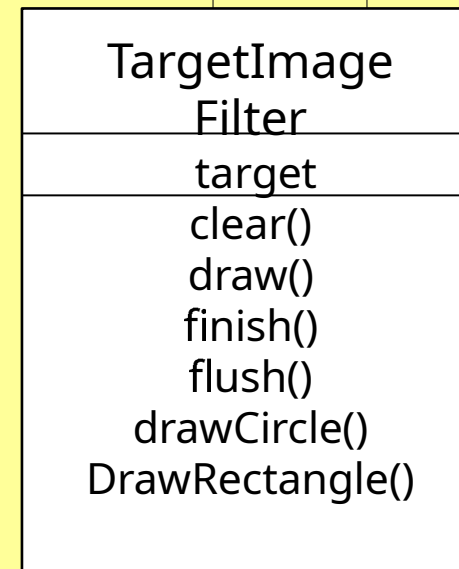 TargetImage
Filter
target
clear()
draw()
finish()
flush()
drawCircle()
DrawRectangle()